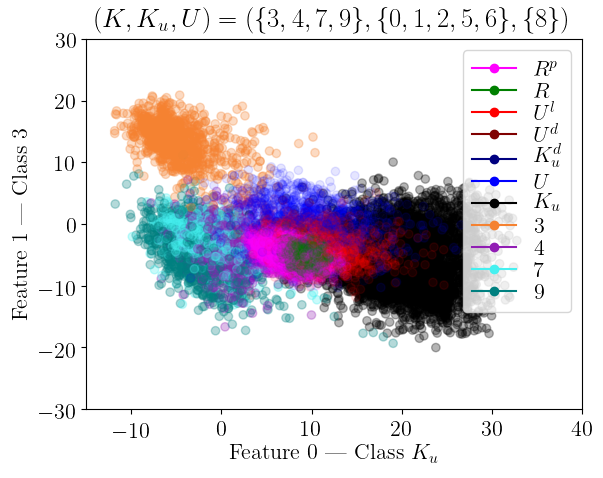 (K, K_u, U) = ({3, 4, 7, 9}, {0, 1, 2, 5, 6}, {8})
30
20
10
0
−10
−20
−30
Feature 1 — Class 3
R^p
R
U^l
U^d
K_u^d
U
K_u
3
4
7
9
−10 0 10 20 30 40
Feature 0 — Class K_u